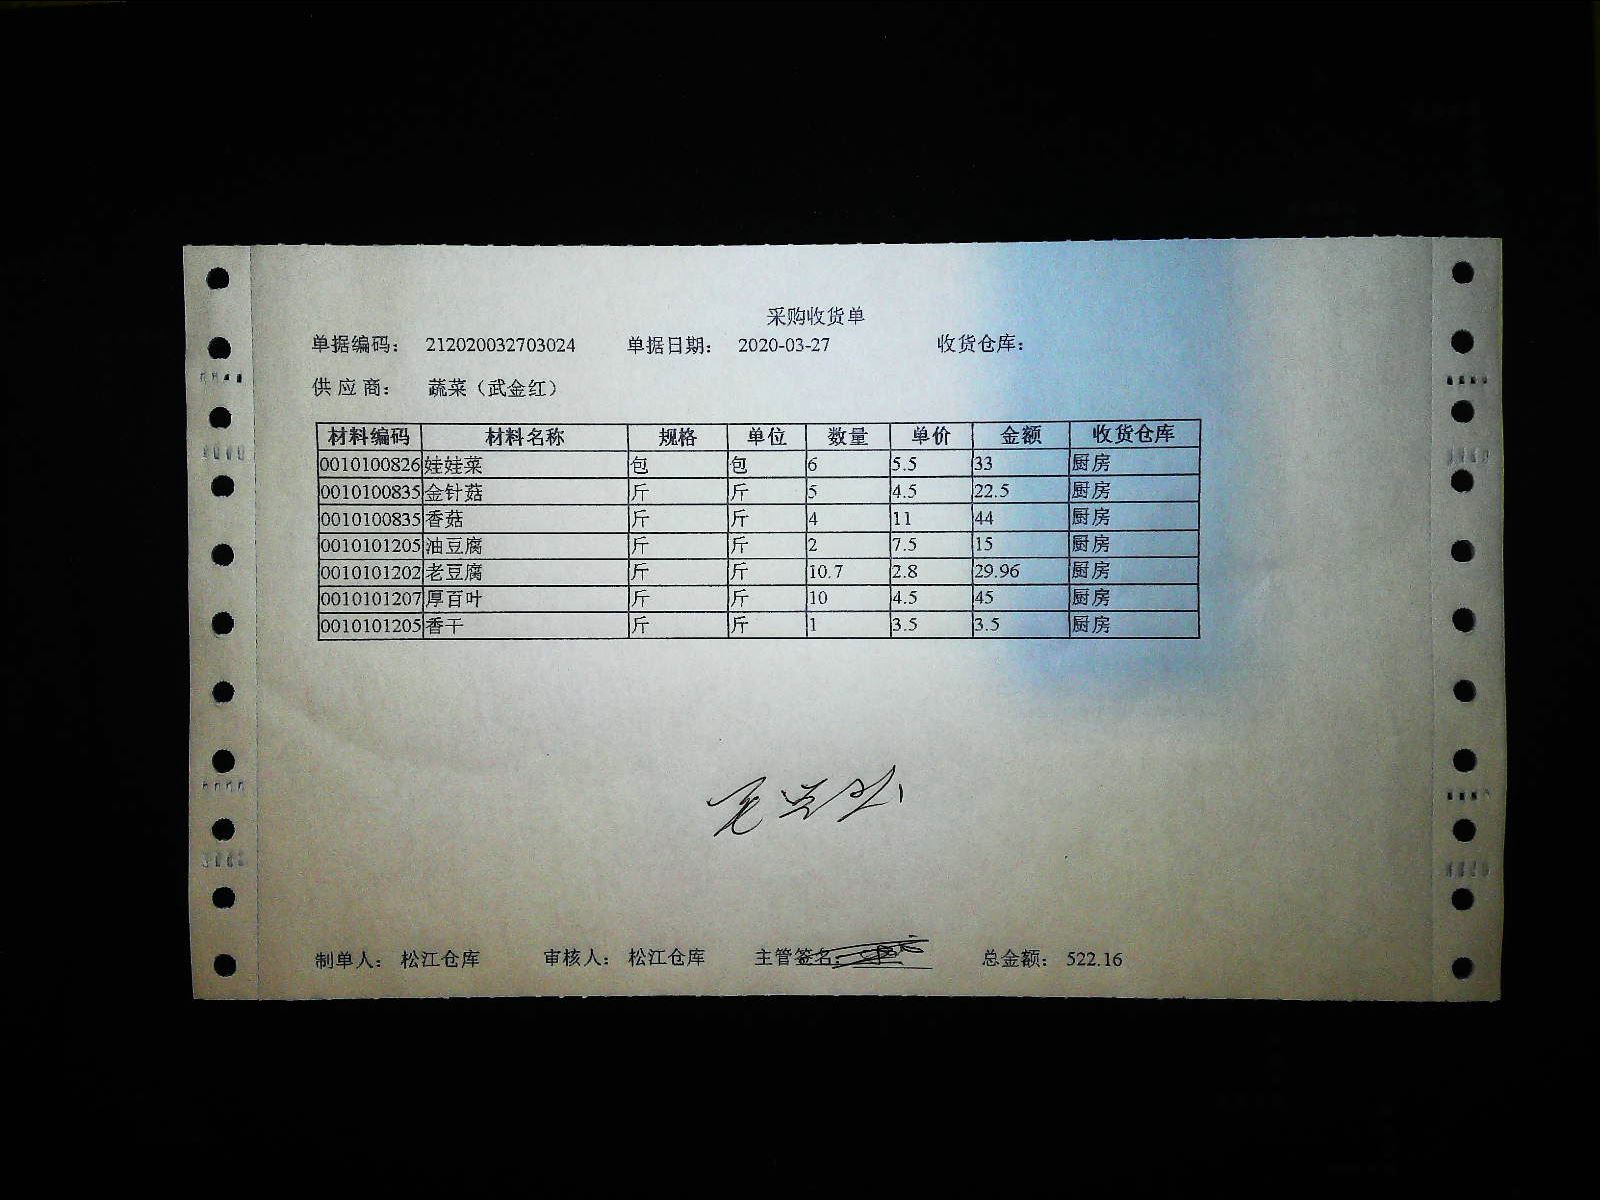 采购收货单
单据编码： 212020032703024 单据日期： 2020-03-27 收货仓库：
供 应 商： 蔬菜（武金红）
材料编码 材料名称 规格 单位 数量 单价 金额 收货仓库
0010100826 娃娃菜 包 包 6 5.5 33 厨房
0010100835 金针菇 斤 斤 5 4.5 22.5 厨房
0010100835 香菇 斤 斤 4 11 44 厨房
0010101205 油豆腐 斤 斤 2 7.5 15 厨房
0010101202 老豆腐 斤 斤 10.7 2.8 29.96 厨房
0010101207 厚百叶 斤 斤 10 4.5 45 厨房
0010101205 香干 斤 斤 1 3.5 3.5 厨房
制单人： 松江仓库 审核人： 松江仓库 主管签名： 总金额： 522.16